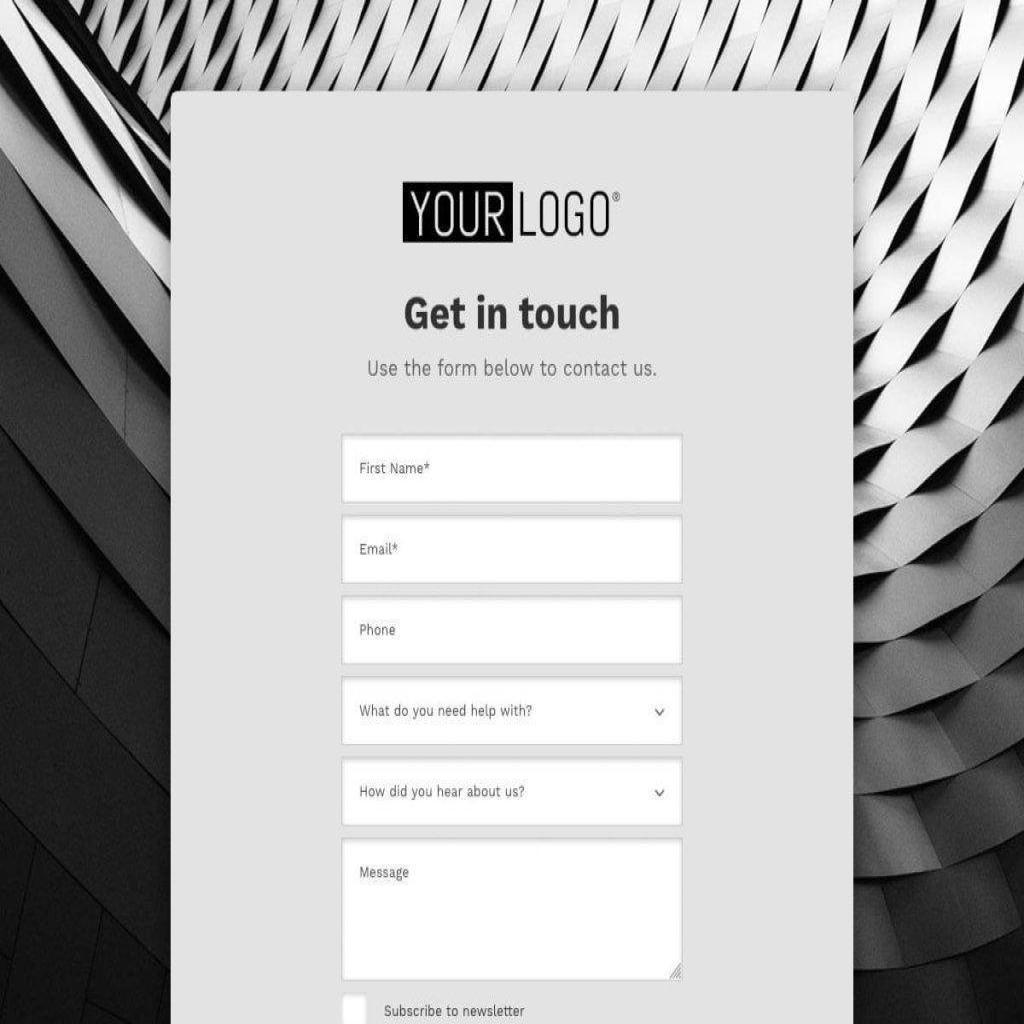 YOUR LOGO®
Get in touch
Use the form below to contact us.
First Name*
Email*
Phone
What do you need help with?
How did you hear about us?
Message
Subscribe to newsletter